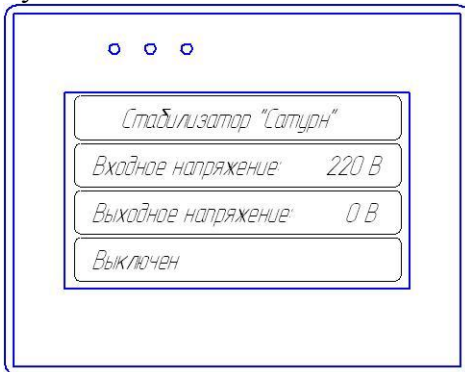 Стабилизатор "Сатурн"
Входное напряжение: 220 В
Выходное напряжение: 0 В
Выключен